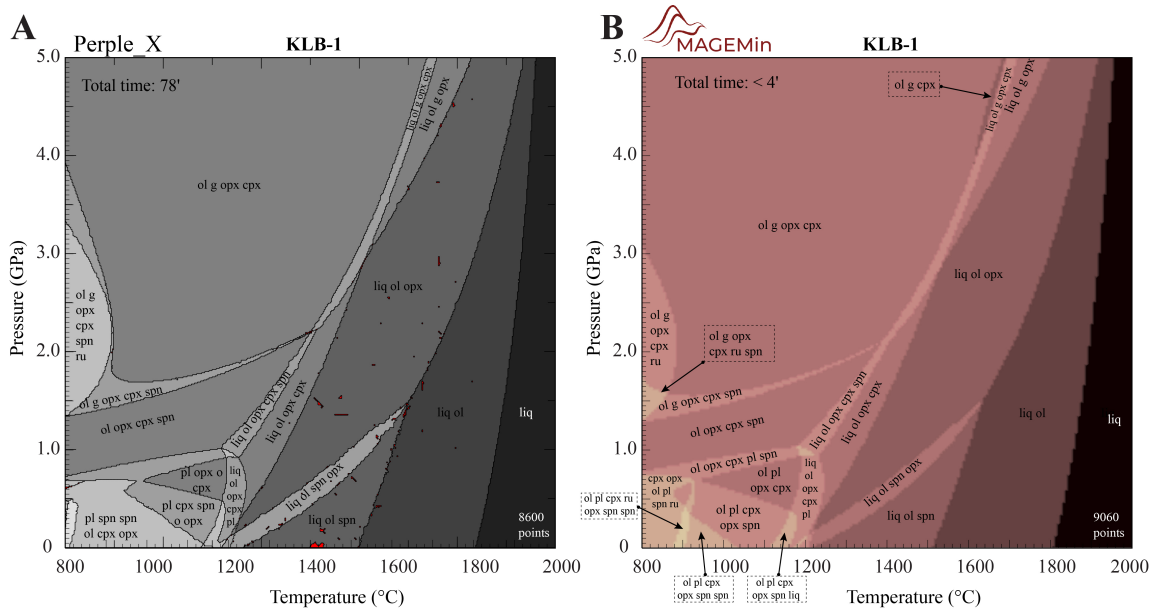 A
Perple_X
KLB-1
Total time: 78'
5.0
4.0
3.0
2.0
1.0
0
Pressure (GPa)
liq ol g opx cpx
liq ol g opx
ol g opx cpx
ol g
opx
cpx
spn
ru
liq ol opx
ol g opx cpx spn
ol opx cpx spn
liq ol opx cpx spn
liq ol opx cpx
liq ol
liq
pl opx o
cpx
liq
ol
opx
cpx
pl
liq ol spn opx
pl cpx spn
o opx
pl spn spn
ol cpx opx
liq ol spn
8600
points
800
1000
1200
1400
1600
1800
2000
Temperature (°C)
B
MAGEMin
KLB-1
Total time: < 4'
5.0
4.0
3.0
2.0
1.0
0
Pressure (GPa)
ol g cpx
liq ol g opx cpx
liq ol g opx
ol g opx cpx
liq ol opx
ol g
opx
cpx
ru
ol g opx
cpx ru spn
ol g opx cpx spn
ol opx cpx spn
liq ol opx cpx spn
liq ol opx cpx
liq ol
liq
ol opx cpx pl spn
cpx opx
ol pl
spn ru
ol pl
opx cpx
liq
ol
opx
cpx
pl
liq ol spn opx
ol pl cpx ru
opx spn spn
ol pl cpx
opx spn
liq ol spn
9060
points
800
1000
1200
1400
1600
1800
2000
ol pl cpx
opx spn spn
ol pl cpx
opx spn liq
Temperature (°C)